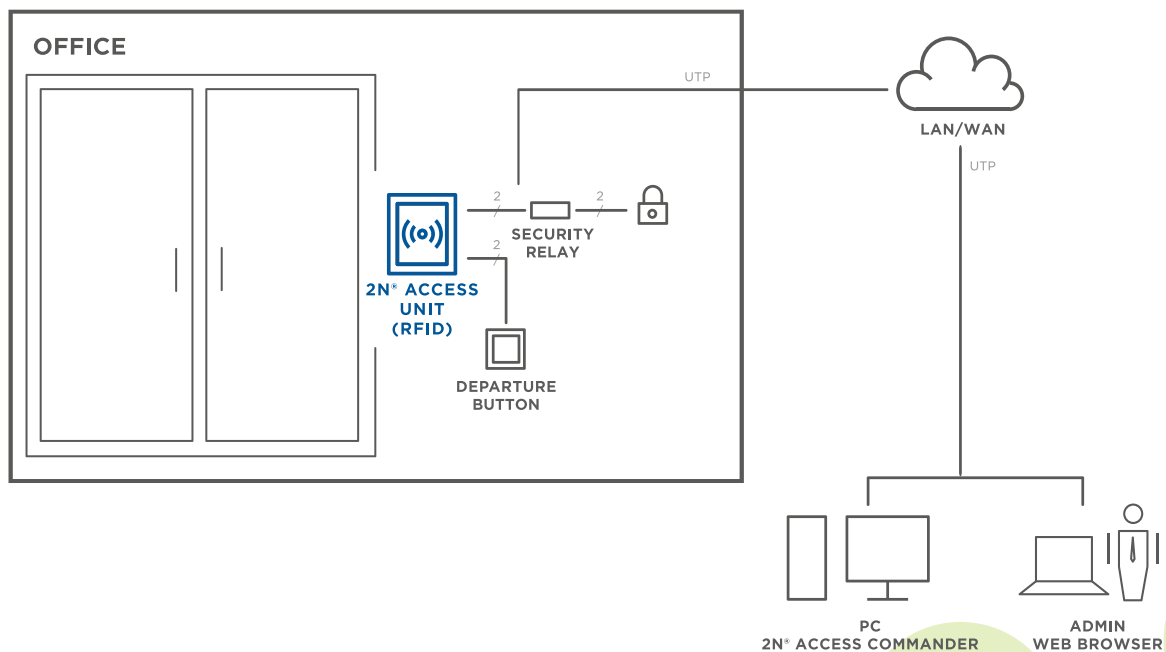 OFFICE
UTP
LAN/WAN
UTP
2
2
SECURITY
RELAY
2
2N® ACCESS
UNIT
(RFID)
DEPARTURE
BUTTON
PC
2N® ACCESS COMMANDER
ADMIN
WEB BROWSER